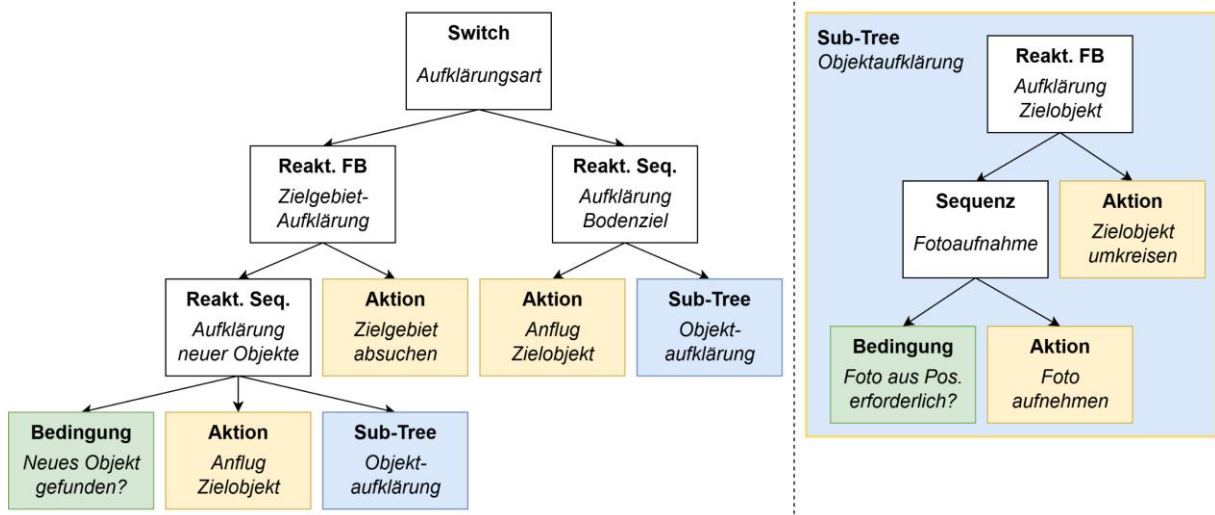 Switch
Aufklärungsart
Reakt. FB
Zielgebiet-
Aufklärung
Reakt. Seq.
Aufklärung
Bodenziel
Reakt. Seq.
Aufklärung
neuer Objekte
Aktion
Zielgebiet
absuchen
Aktion
Anflug
Zielobjekt
Sub-Tree
Objekt-
aufklärung
Bedingung
Neues Objekt
gefunden?
Aktion
Anflug
Zielobjekt
Sub-Tree
Objekt-
aufklärung
Sub-Tree
Objektaufklärung
Reakt. FB
Aufklärung
Zielobjekt
Sequenz
Fotoaufnahme
Aktion
Zielobjekt
umkreisen
Bedingung
Foto aus Pos.
erforderlich?
Aktion
Foto
aufnehmen